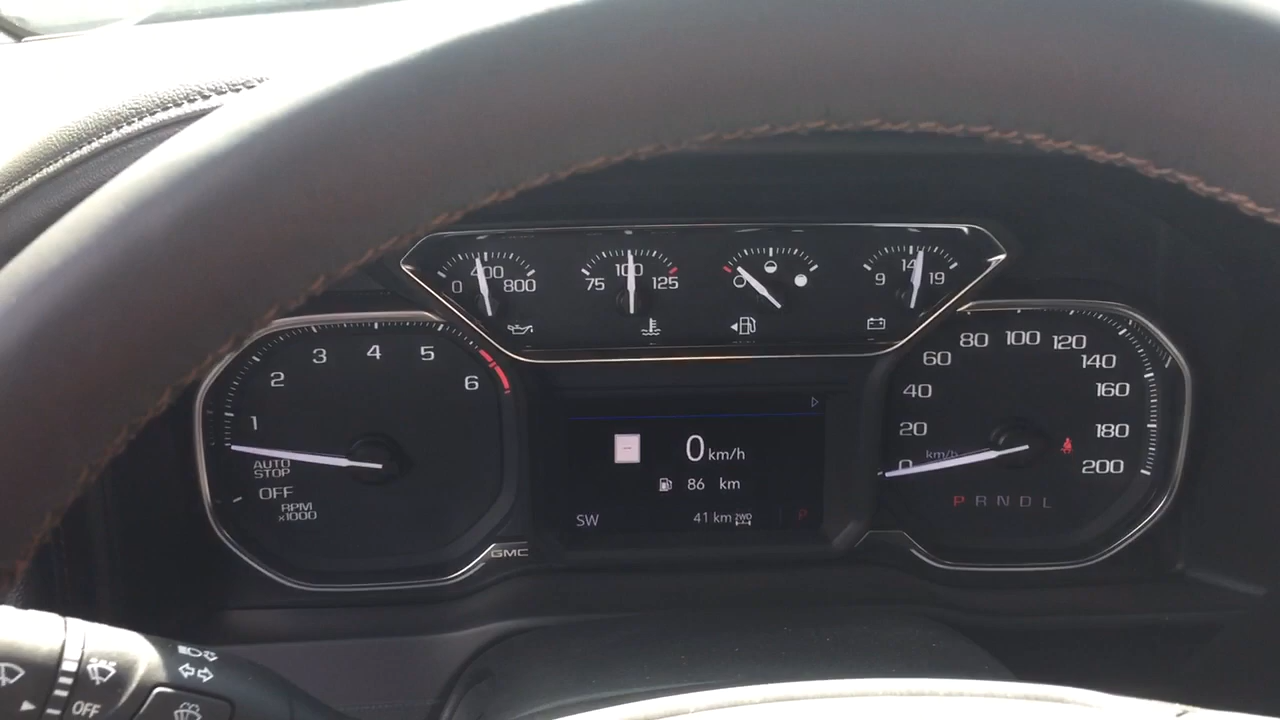 0 400 800
75 100 125
9 14 19
1 2 3 4 5 6
AUTO
STOP
OFF
RPM
x1000
GMC
0 km/h
86 km
SW 41 km 2WD P
0 20 40 60 80 100 120 140 160 180 200
km/h
P R N D L
OFF